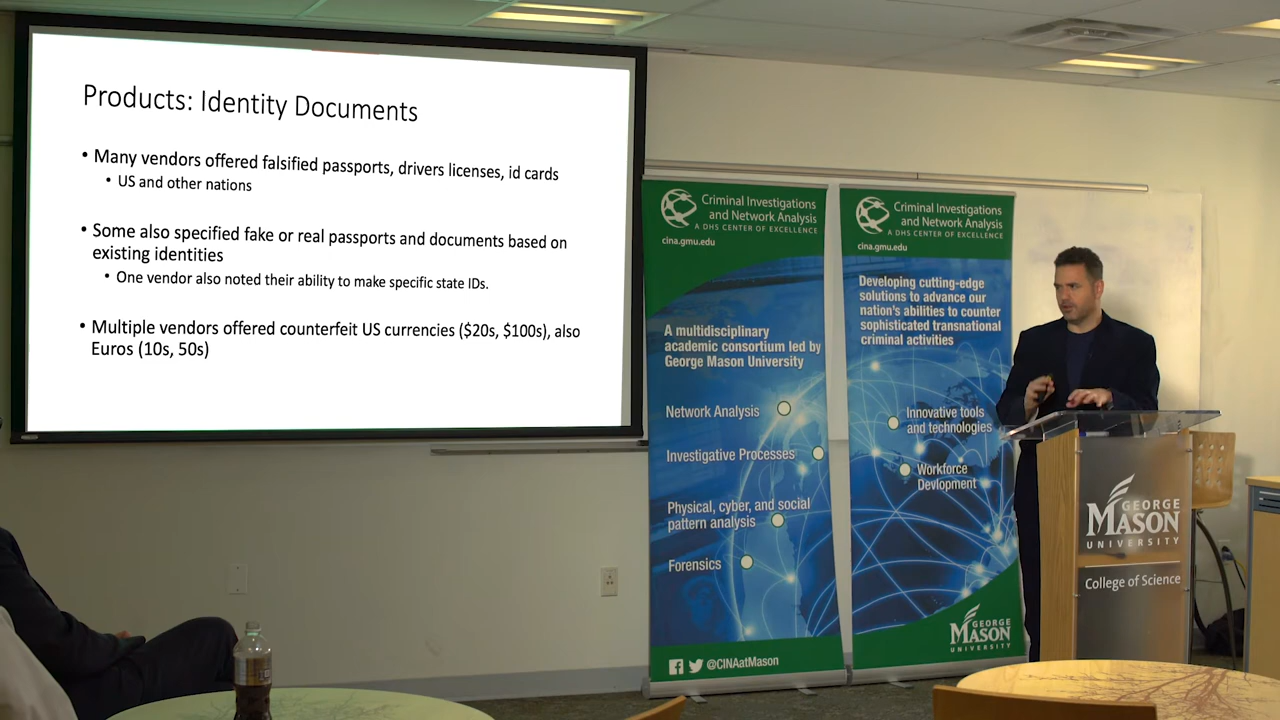 Products: Identity Documents
• Many vendors offered falsified passports, drivers licenses, id cards
• US and other nations
• Some also specified fake or real passports and documents based on
existing identities
• One vendor also noted their ability to make specific state IDs.
• Multiple vendors offered counterfeit US currencies ($20s, $100s), also
Euros (10s, 50s)
Criminal Investigations
and Network Analysis
A DHS CENTER OF EXCELLENCE
cina.gmu.edu
A multidisciplinary
academic consortium led by
George Mason University
Network Analysis
Investigative Processes
Physical, cyber, and social
pattern analysis
Forensics
@CINAatMason
Criminal Investigations
and Network Analysis
A DHS CENTER OF EXCELLENCE
cina.gmu.edu
Developing cutting-edge
solutions to advance our
nation's abilities to counter
sophisticated transnational
criminal activities
Innovative tools
and technologies
Workforce
Devlopment
GEORGE
MASON
UNIVERSITY
GEORGE
MASON
UNIVERSITY
College of Science